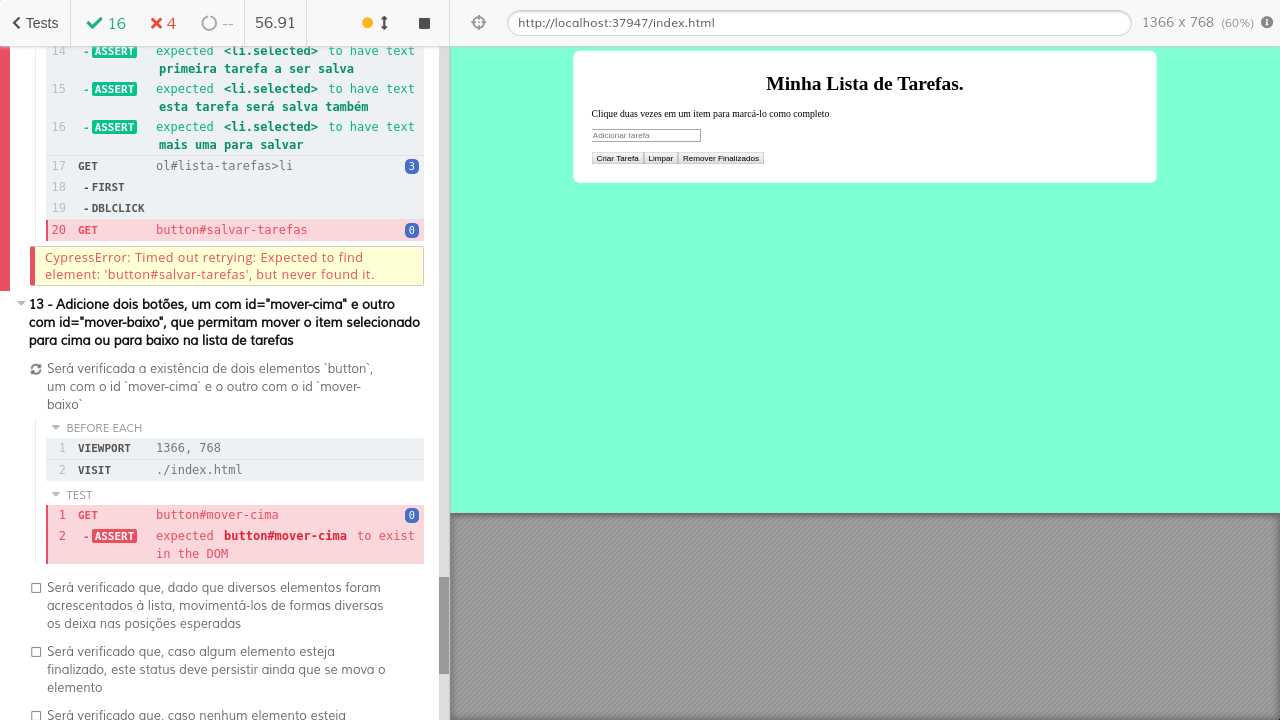 Tests
16
4
--
56.91
http://localhost:37947/index.html
1366 x 768 (60%)
14 - ASSERT expected <li.selected> to have text
primeira tarefa a ser salva
15 - ASSERT expected <li.selected> to have text
esta tarefa será salva também
16 - ASSERT expected <li.selected> to have text
mais uma para salvar
17 GET ol#lista-tarefas>li 3
18 - FIRST
19 - DBLCLICK
20 GET button#salvar-tarefas 0
CypressError: Timed out retrying: Expected to find
element: 'button#salvar-tarefas', but never found it.
13 - Adicione dois botões, um com id="mover-cima" e outro
com id="mover-baixo", que permitam mover o item selecionado
para cima ou para baixo na lista de tarefas
Será verificada a existência de dois elementos `button`,
um com o id `mover-cima` e o outro com o id `mover-
baixo`
BEFORE EACH
1 VIEWPORT 1366, 768
2 VISIT ./index.html
TEST
1 GET button#mover-cima 0
2 - ASSERT expected button#mover-cima to exist
in the DOM
Será verificado que, dado que diversos elementos foram
acrescentados à lista, movimentá-los de formas diversas
os deixa nas posições esperadas
Será verificado que, caso algum elemento esteja
finalizado, este status deve persistir ainda que se mova o
elemento
Será verificado que, caso nenhum elemento esteja
Minha Lista de Tarefas.
Clique duas vezes em um item para marcá-lo como completo
Adicionar tarefa
Criar Tarefa Limpar Remover Finalizados